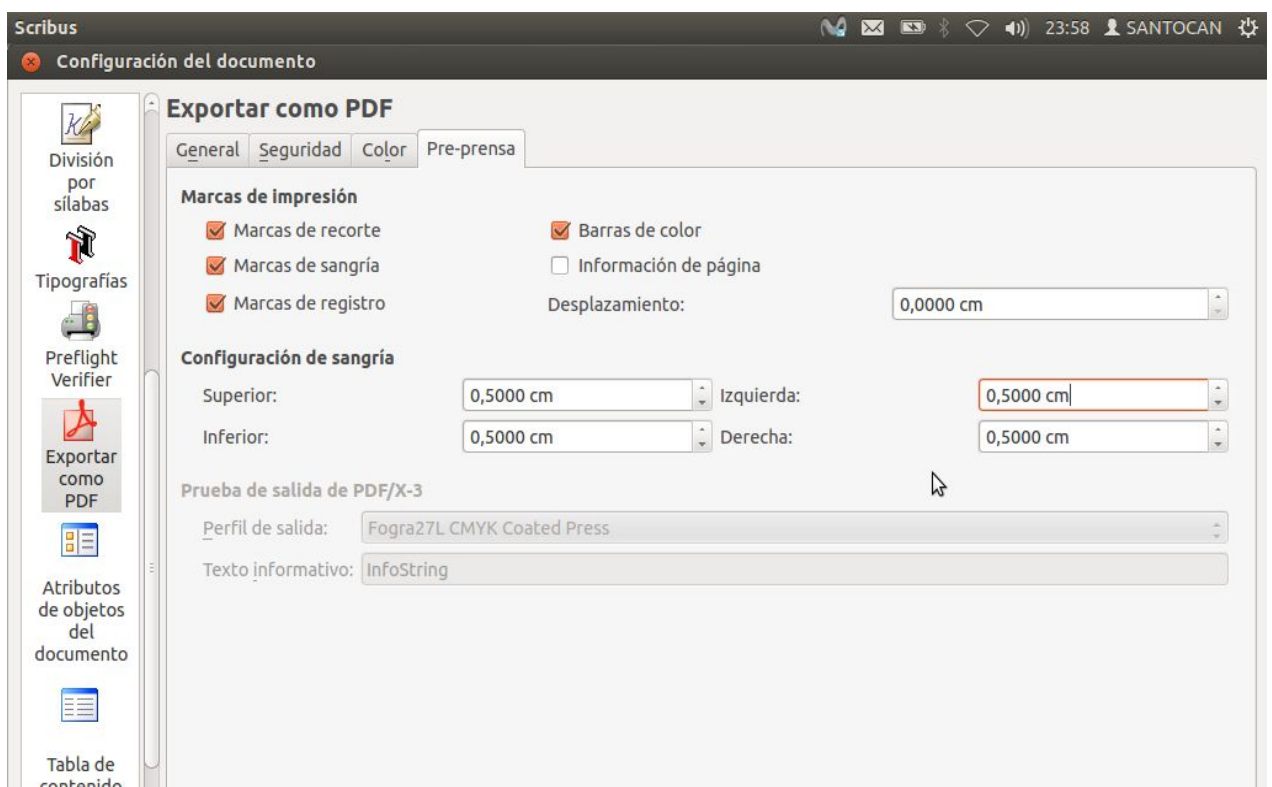 Scribus
23:58 SANTOCAN
Configuración del documento
División
por
sílabas
Tipografías
Preflight
Verifier
Exportar
como
PDF
Atributos
de objetos
del
documento
Tabla de
contenido
Exportar como PDF
General Seguridad Color Pre-prensa
Marcas de impresión
Marcas de recorte Barras de color
Marcas de sangría Información de página
Marcas de registro Desplazamiento: 0,0000 cm
Configuración de sangría
Superior: 0,5000 cm Izquierda: 0,5000 cm
Inferior: 0,5000 cm Derecha: 0,5000 cm
Prueba de salida de PDF/X-3
Perfil de salida: Fogra27L CMYK Coated Press
Texto informativo: InfoString